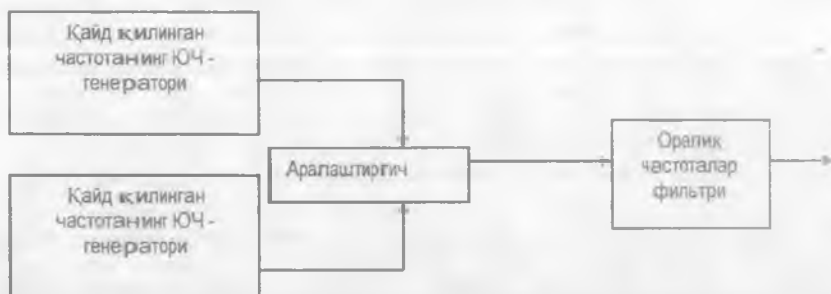 Қайд қилинган
частотанинг ЮЧ -
генератори
Аралаштиргич
Оралиқ
частоталар
фильтри
Қайд қилинган
частотанинг ЮЧ -
генератори